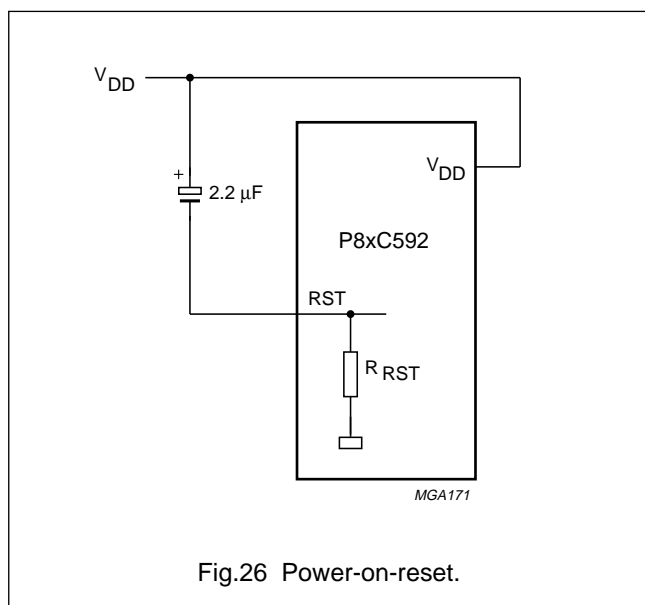 VDD
VDD
+
2.2 μF
P8xC592
RST
RRST
MGA171
Fig.26 Power-on-reset.